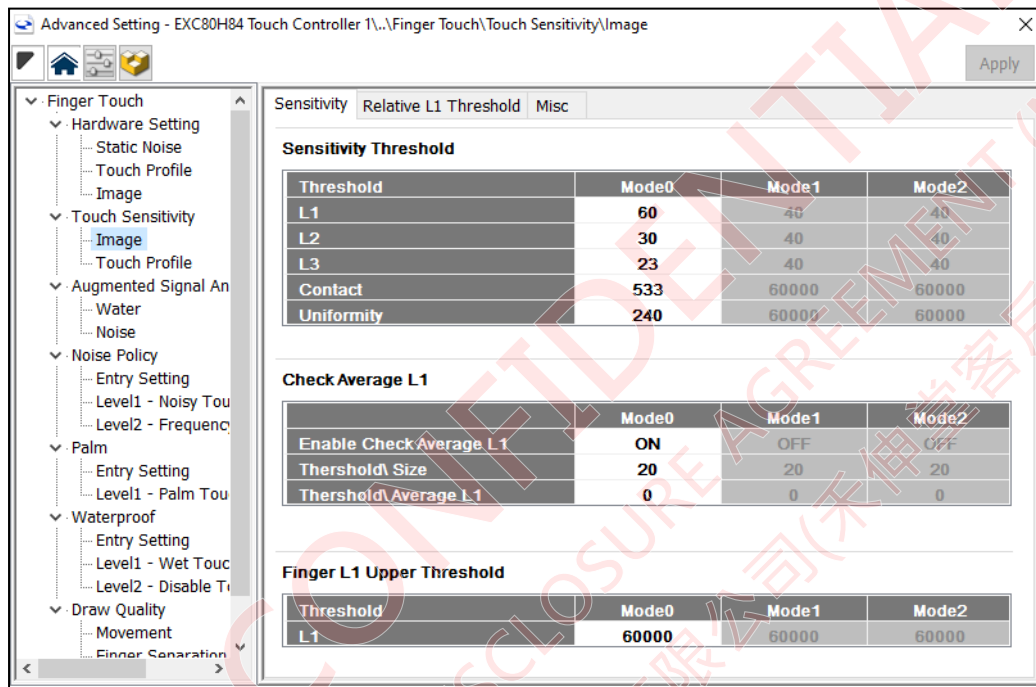 Advanced Setting - EXC80H84 Touch Controller 1\..\Finger Touch\Touch Sensitivity\Image
Apply
Finger Touch
Hardware Setting
Static Noise
Touch Profile
Image
Touch Sensitivity
Image
Touch Profile
Augmented Signal An
Water
Noise
Noise Policy
Entry Setting
Level1 - Noisy Tou
Level2 - Frequency
Palm
Entry Setting
Level1 - Palm Tou
Waterproof
Entry Setting
Level1 - Wet Touc
Level2 - Disable To
Draw Quality
Movement
Finger Separation
Sensitivity Relative L1 Threshold Misc
Sensitivity Threshold
Threshold Mode0 Mode1 Mode2
L1 60 40 40
L2 30 40 40
L3 23 40 40
Contact 533 60000 60000
Uniformity 240 60000 60000
Check Average L1
Mode0 Mode1 Mode2
Enable Check Average L1 ON OFF OFF
Thershold\ Size 20 20 20
Thershold\ Average L1 0 0 0
Finger L1 Upper Threshold
Threshold Mode0 Mode1 Mode2
L1 60000 60000 60000
CONFIDENTIAL
DISCLOSURE AGREEMENT